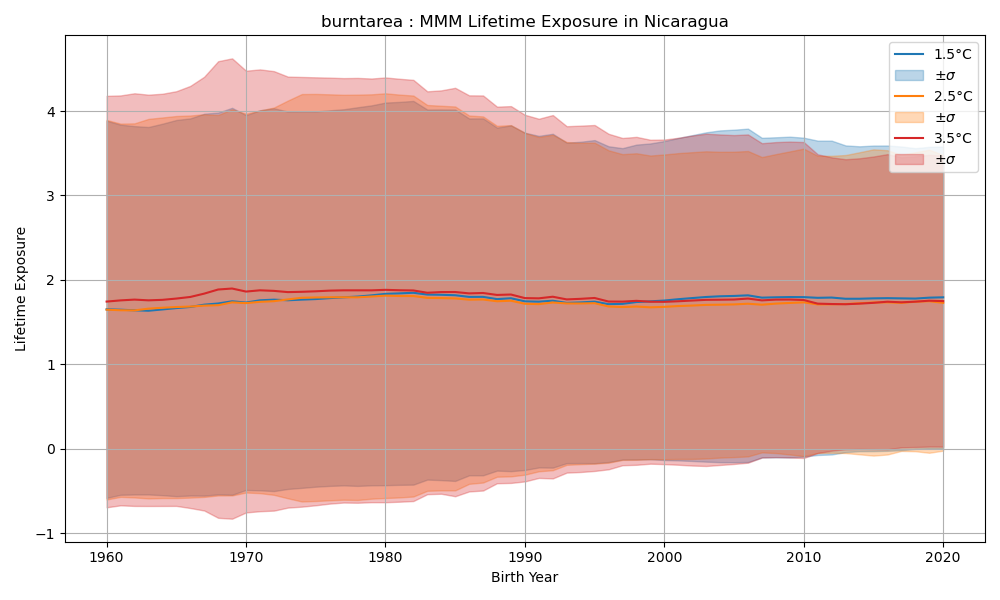 burntarea : MMM Lifetime Exposure in Nicaragua
Lifetime Exposure
4
3
2
1
0
−1
1960 1970 1980 1990 2000 2010 2020
Birth Year
1.5°C
±σ
2.5°C
±σ
3.5°C
±σ